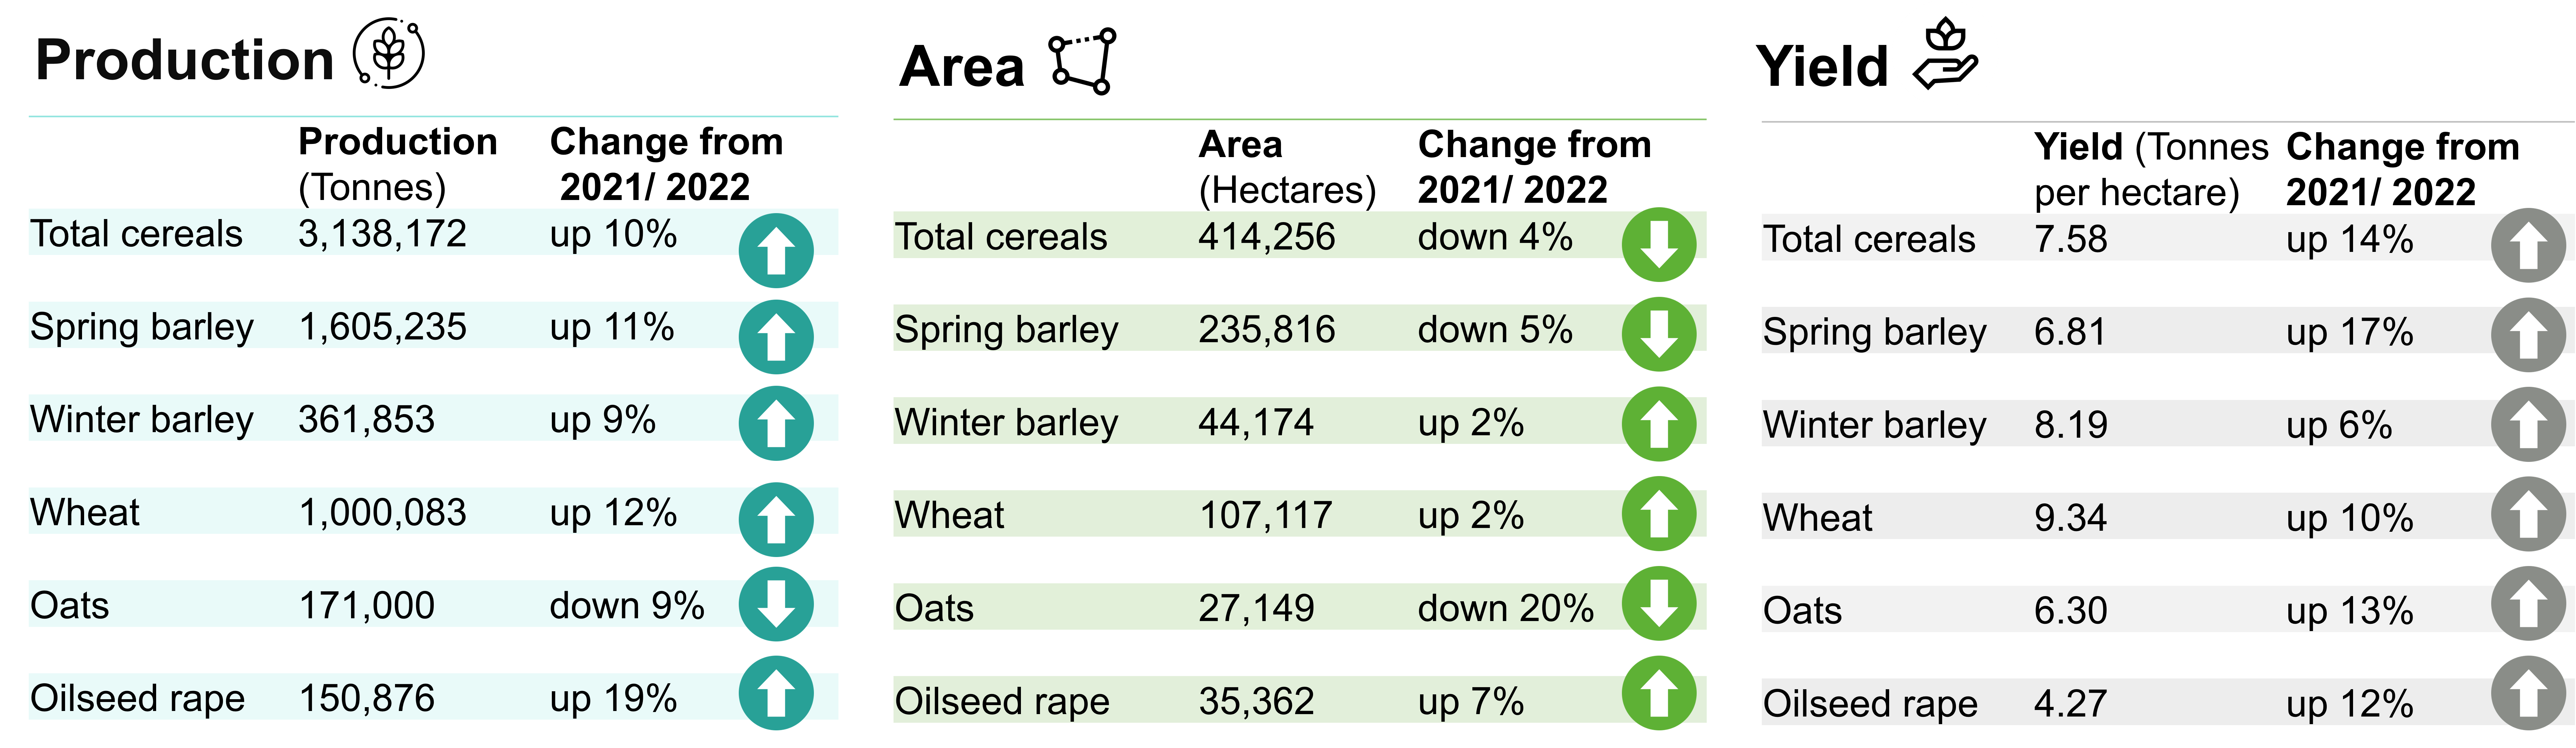 Production
Production Change from
(Tonnes) 2021/ 2022
Total cereals 3,138,172 up 10%
Spring barley 1,605,235 up 11%
Winter barley 361,853 up 9%
Wheat 1,000,083 up 12%
Oats 171,000 down 9%
Oilseed rape 150,876 up 19%
Area
Area Change from
(Hectares) 2021/ 2022
Total cereals 414,256 down 4%
Spring barley 235,816 down 5%
Winter barley 44,174 up 2%
Wheat 107,117 up 2%
Oats 27,149 down 20%
Oilseed rape 35,362 up 7%
Yield
Yield (Tonnes Change from
per hectare) 2021/ 2022
Total cereals 7.58 up 14%
Spring barley 6.81 up 17%
Winter barley 8.19 up 6%
Wheat 9.34 up 10%
Oats 6.30 up 13%
Oilseed rape 4.27 up 12%